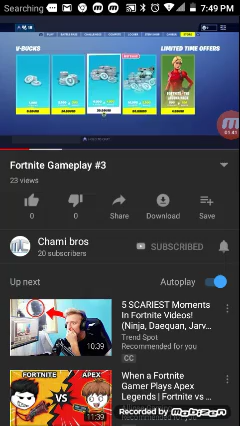 Searching
7:49 PM
V-BUCKS
LIMITED TIME OFFERS
1:41
Fortnite Gameplay #3
23 views
0
0
Share
Download
Save
Chami bros
20 subscribers
SUBSCRIBED
Up next
Autoplay
10:39
5 SCARIEST Moments
In Fortnite Videos!
(Ninja, Daequan, Jarv...
Trend Spot
Recommended for you
CC
FORTNITE
APEX
VS
11:39
When a Fortnite
Gamer Plays Apex
Legends | Fortnite vs ...
Recorded by Mobizen